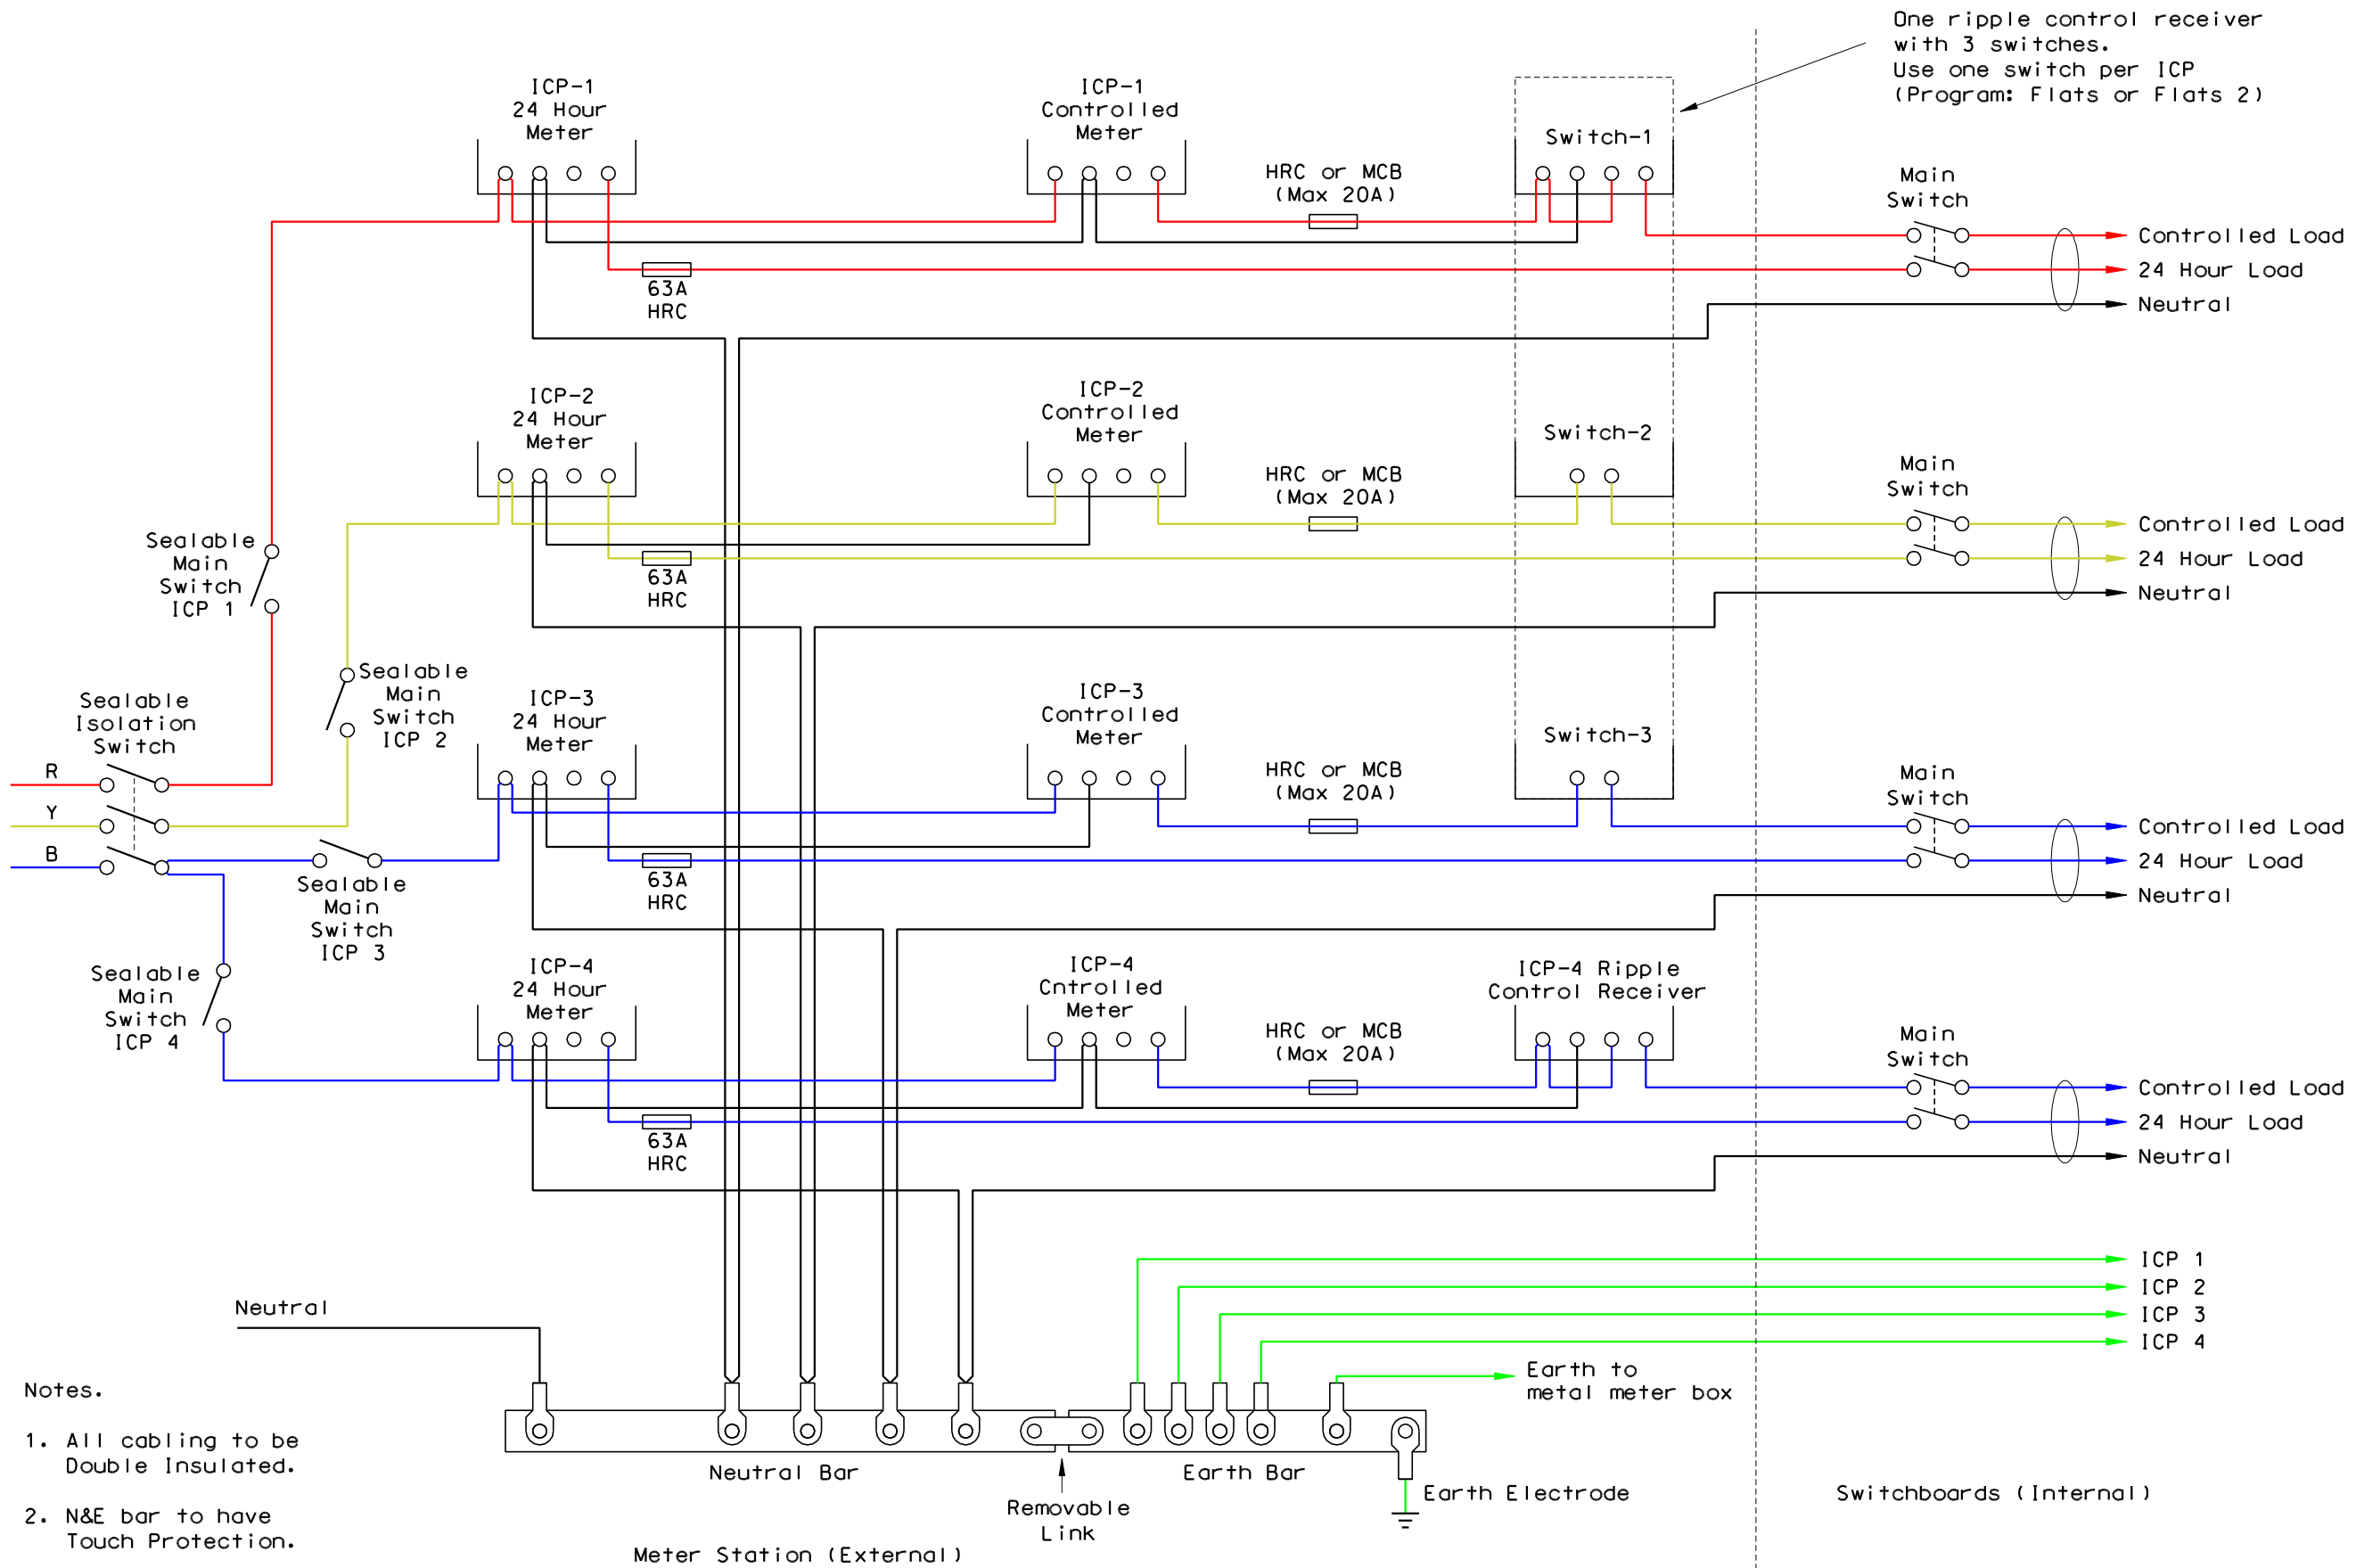 One ripple control receiver
with 3 switches.
Use one switch per ICP
(Program: Flats or Flats 2)
ICP-1
24 Hour
Meter
ICP-1
Controlled
Meter
HRC or MCB
(Max 20A)
Switch-1
Main
Switch
Controlled Load
24 Hour Load
Neutral
63A
HRC
ICP-2
24 Hour
Meter
ICP-2
Controlled
Meter
HRC or MCB
(Max 20A)
Switch-2
Main
Switch
Controlled Load
24 Hour Load
Neutral
63A
HRC
Sealable
Main
Switch
ICP 1
Sealable
Main
Switch
ICP 2
Sealable
Isolation
Switch
R
Y
B
ICP-3
24 Hour
Meter
ICP-3
Controlled
Meter
HRC or MCB
(Max 20A)
Switch-3
Main
Switch
Controlled Load
24 Hour Load
Neutral
63A
HRC
Sealable
Main
Switch
ICP 3
Sealable
Main
Switch
ICP 4
ICP-4
24 Hour
Meter
ICP-4
Cntrolled
Meter
HRC or MCB
(Max 20A)
ICP-4 Ripple
Control Receiver
Main
Switch
Controlled Load
24 Hour Load
Neutral
63A
HRC
ICP 1
ICP 2
ICP 3
ICP 4
Neutral
Earth to
metal meter box
Neutral Bar
Earth Bar
Removable
Link
Earth Electrode
Switchboards (Internal)
Meter Station (External)
Notes.
1. All cabling to be
Double Insulated.
2. N&E bar to have
Touch Protection.